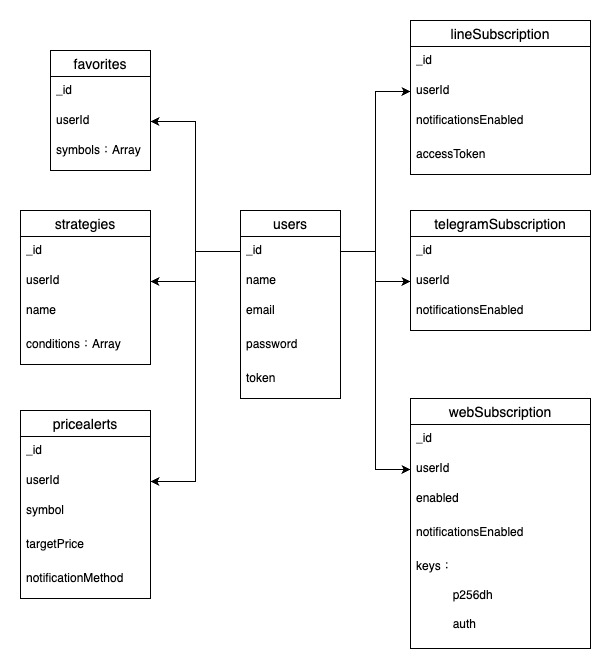 favorites
_id
userId
symbols：Array
strategies
_id
userId
name
conditions：Array
pricealerts
_id
userId
symbol
targetPrice
notificationMethod
users
_id
name
email
password
token
lineSubscription
_id
userId
notificationsEnabled
accessToken
telegramSubscription
_id
userId
notificationsEnabled
webSubscription
_id
userId
enabled
notificationsEnabled
keys：
p256dh
auth